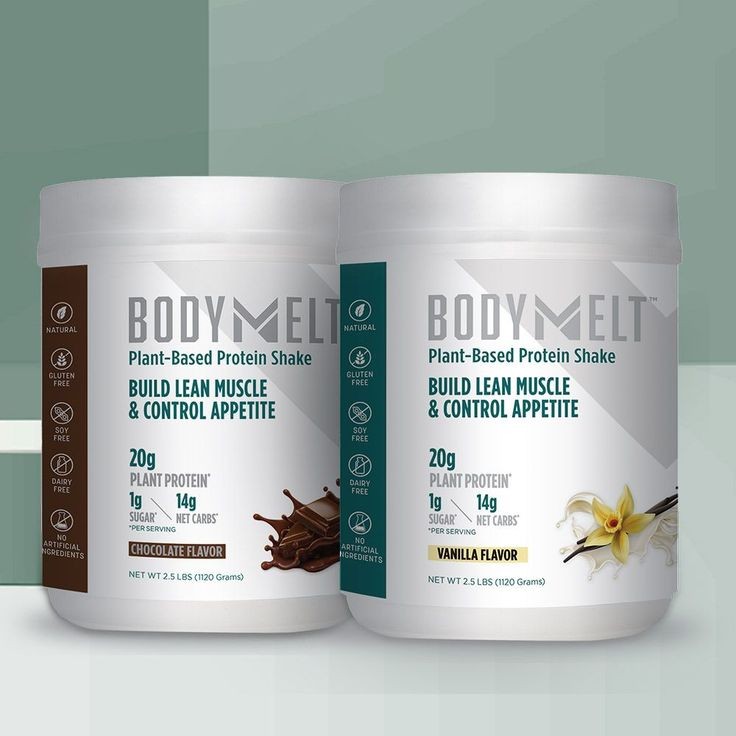 NATURAL
GLUTEN
FREE
SOY
FREE
DAIRY
FREE
NO
ARTIFICIAL
INGREDIENTS
BODYMELT
Plant-Based Protein Shake
BUILD LEAN MUSCLE
& CONTROL APPETITE
20g
PLANT PROTEIN*
1g 14g
SUGAR* NET CARBS*
*PER SERVING
CHOCOLATE FLAVOR
NET WT 2.5 LBS (1120 Grams)
NATURAL
GLUTEN
FREE
SOY
FREE
DAIRY
FREE
NO
ARTIFICIAL
INGREDIENTS
BODYMELT™
Plant-Based Protein Shake
BUILD LEAN MUSCLE
& CONTROL APPETITE
20g
PLANT PROTEIN*
1g 14g
SUGAR* NET CARBS*
*PER SERVING
VANILLA FLAVOR
NET WT 2.5 LBS (1120 Grams)